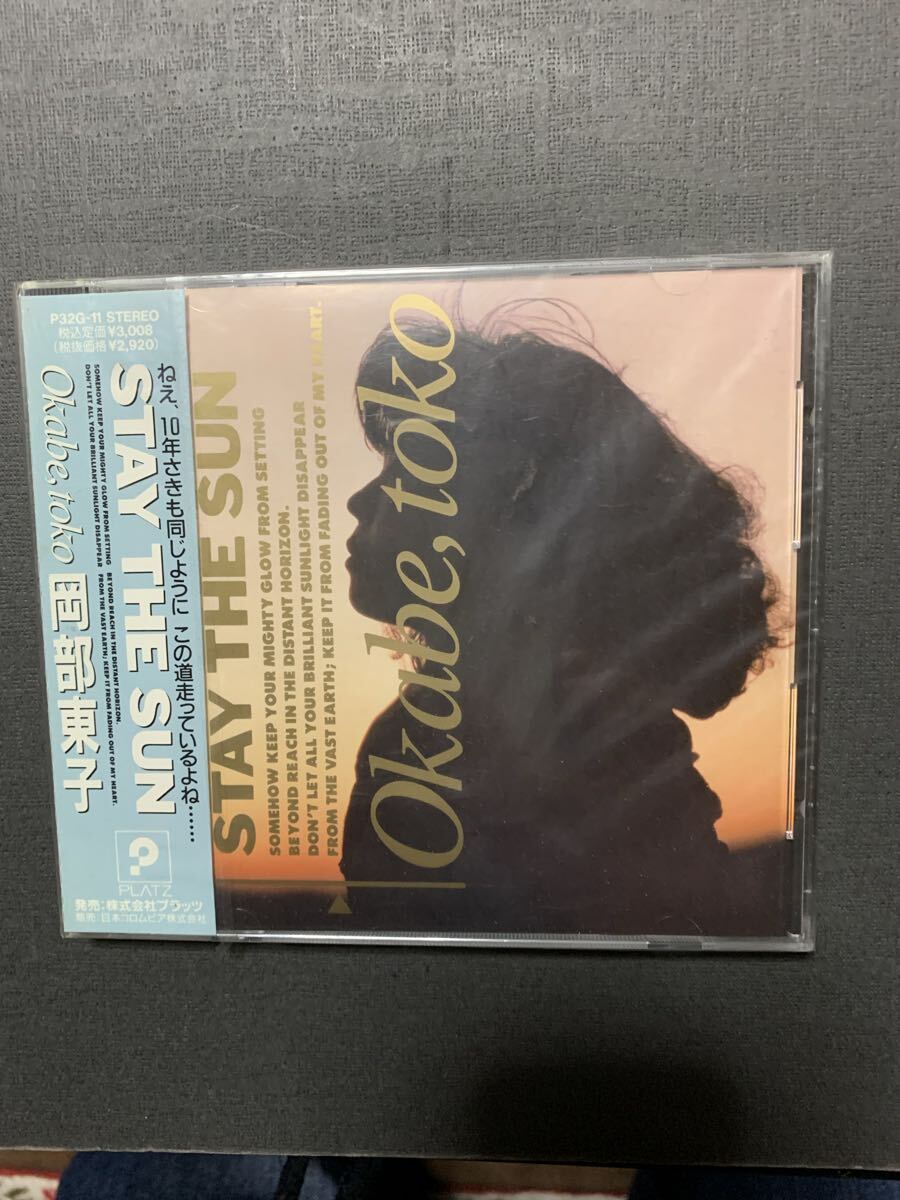 P32G-11 STEREO
税込定価¥3,008
(税抜価格¥2,920)
ねえ、10年さきも同じように この道走っているよね……
STAY THE SUN
SOMEHOW KEEP YOUR MIGHTY GLOW FROM SETTING BEYOND REACH IN THE DISTANT HORIZON.
DON'T LET ALL YOUR BRILLIANT SUNLIGHT DISAPPEAR FROM THE VAST EARTH; KEEP IT FROM FADING OUT OF MY HEART.
Okabe, toko 岡部東子
PLATZ
発売:株式会社プラッツ
販売:日本コロムビア株式会社
STAY THE SUN
SOMEHOW KEEP YOUR MIGHTY GLOW FROM SETTING
BEYOND REACH IN THE DISTANT HORIZON.
DON'T LET ALL YOUR BRILLIANT SUNLIGHT DISAPPEAR
FROM THE VAST EARTH; KEEP IT FROM FADING OUT OF MY HEART.
Okabe, toko